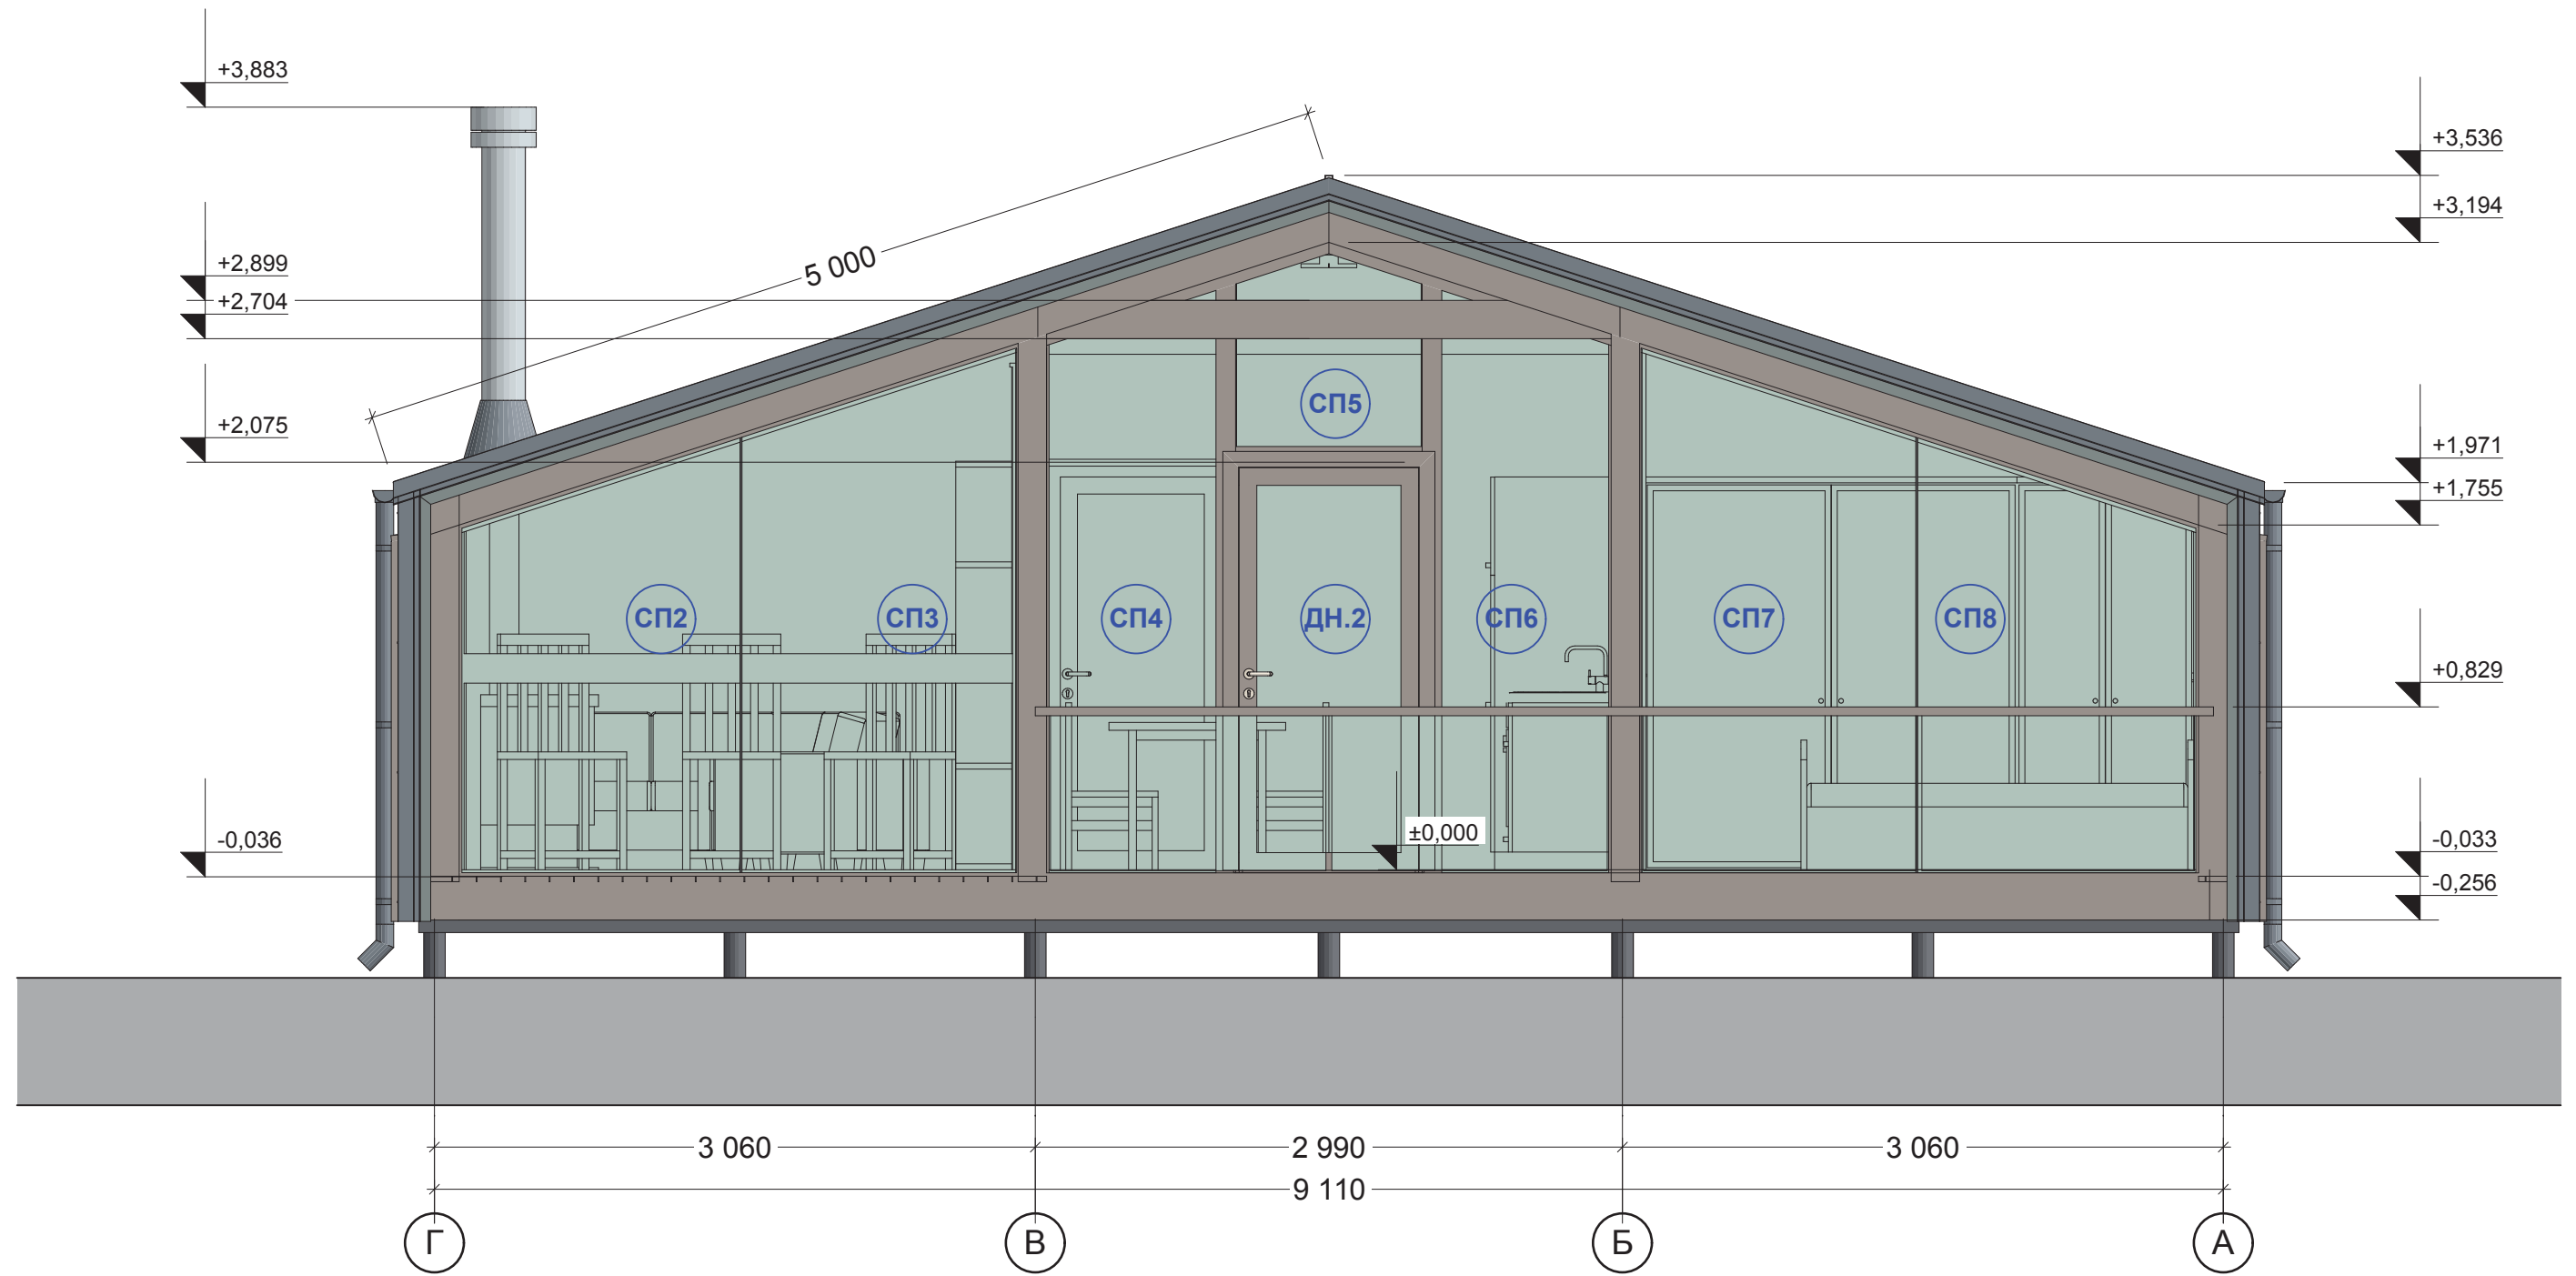 +3,883
+3,536
+3,194
5 000
+2,899
+2,704
+2,075
+1,971
+1,755
СП5
СП2
СП3
СП4
ДН.2
СП6
СП7
СП8
+0,829
±0,000
-0,036
-0,033
-0,256
3 060
2 990
3 060
9 110
Г
В
Б
А